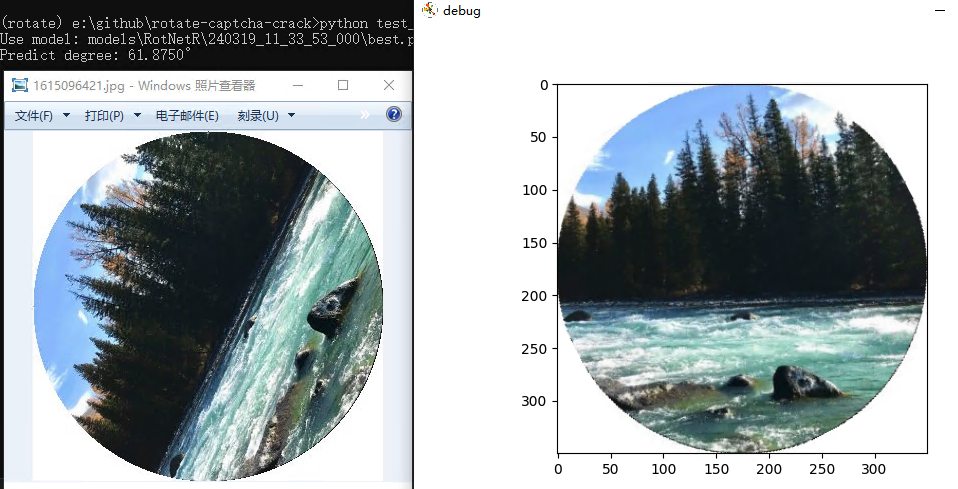 (rotate) e:\github\rotate-captcha-crack>python test_
Use model: models\RotNetR\240319_11_33_53_000\best.p
Predict degree: 61.8750°
1615096421.jpg - Windows 照片查看器
文件(F) 打印(P) 电子邮件(E) 刻录(U) »
debug
0
50
100
150
200
250
300
0 50 100 150 200 250 300